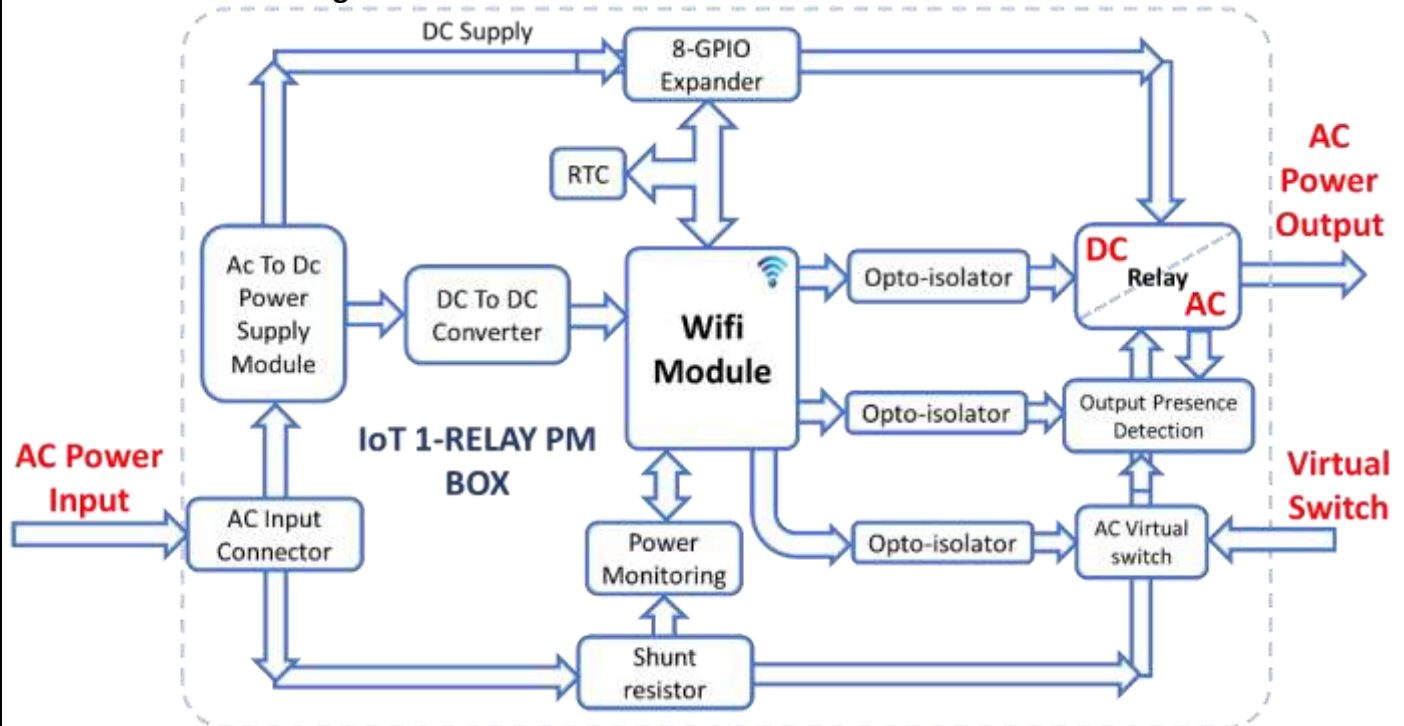 DC Supply
8-GPIO
Expander
RTC
AC
Power
Output
Ac To Dc
Power
Supply
Module
DC To DC
Converter
Wifi
Module
Opto-isolator
DC
Relay
AC
Opto-isolator
Output Presence
Detection
IoT 1-RELAY PM
BOX
AC Power
Input
AC Input
Connector
Power
Monitoring
Opto-isolator
AC Virtual
switch
Virtual
Switch
Shunt
resistor